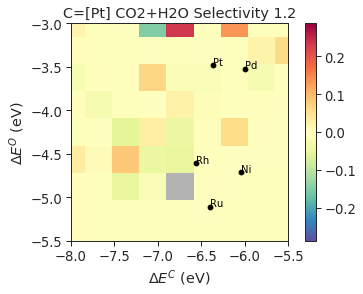 C=[Pt] CO2+H2O Selectivity 1.2
−3.0
−3.5
−4.0
−4.5
−5.0
−5.5
ΔE^O (eV)
Pt
Pd
Rh
Ni
Ru
−8.0 −7.5 −7.0 −6.5 −6.0 −5.5
ΔE^C (eV)
0.2
0.1
0.0
−0.1
−0.2